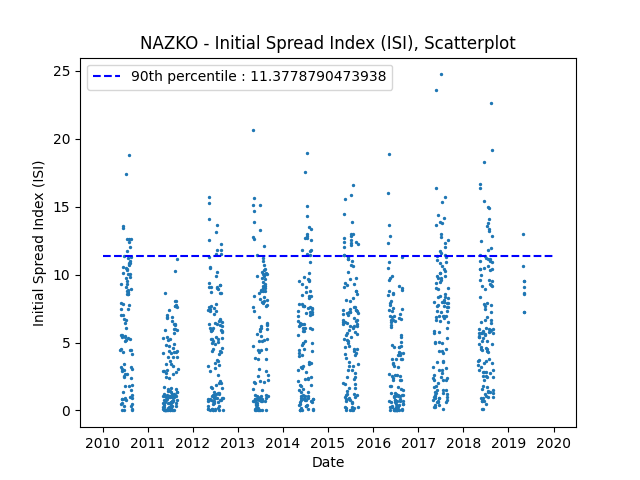 NAZKO - Initial Spread Index (ISI), Scatterplot
90th percentile : 11.3778790473938
Initial Spread Index (ISI)
25
20
15
10
5
0
2010 2011 2012 2013 2014 2015 2016 2017 2018 2019 2020
Date